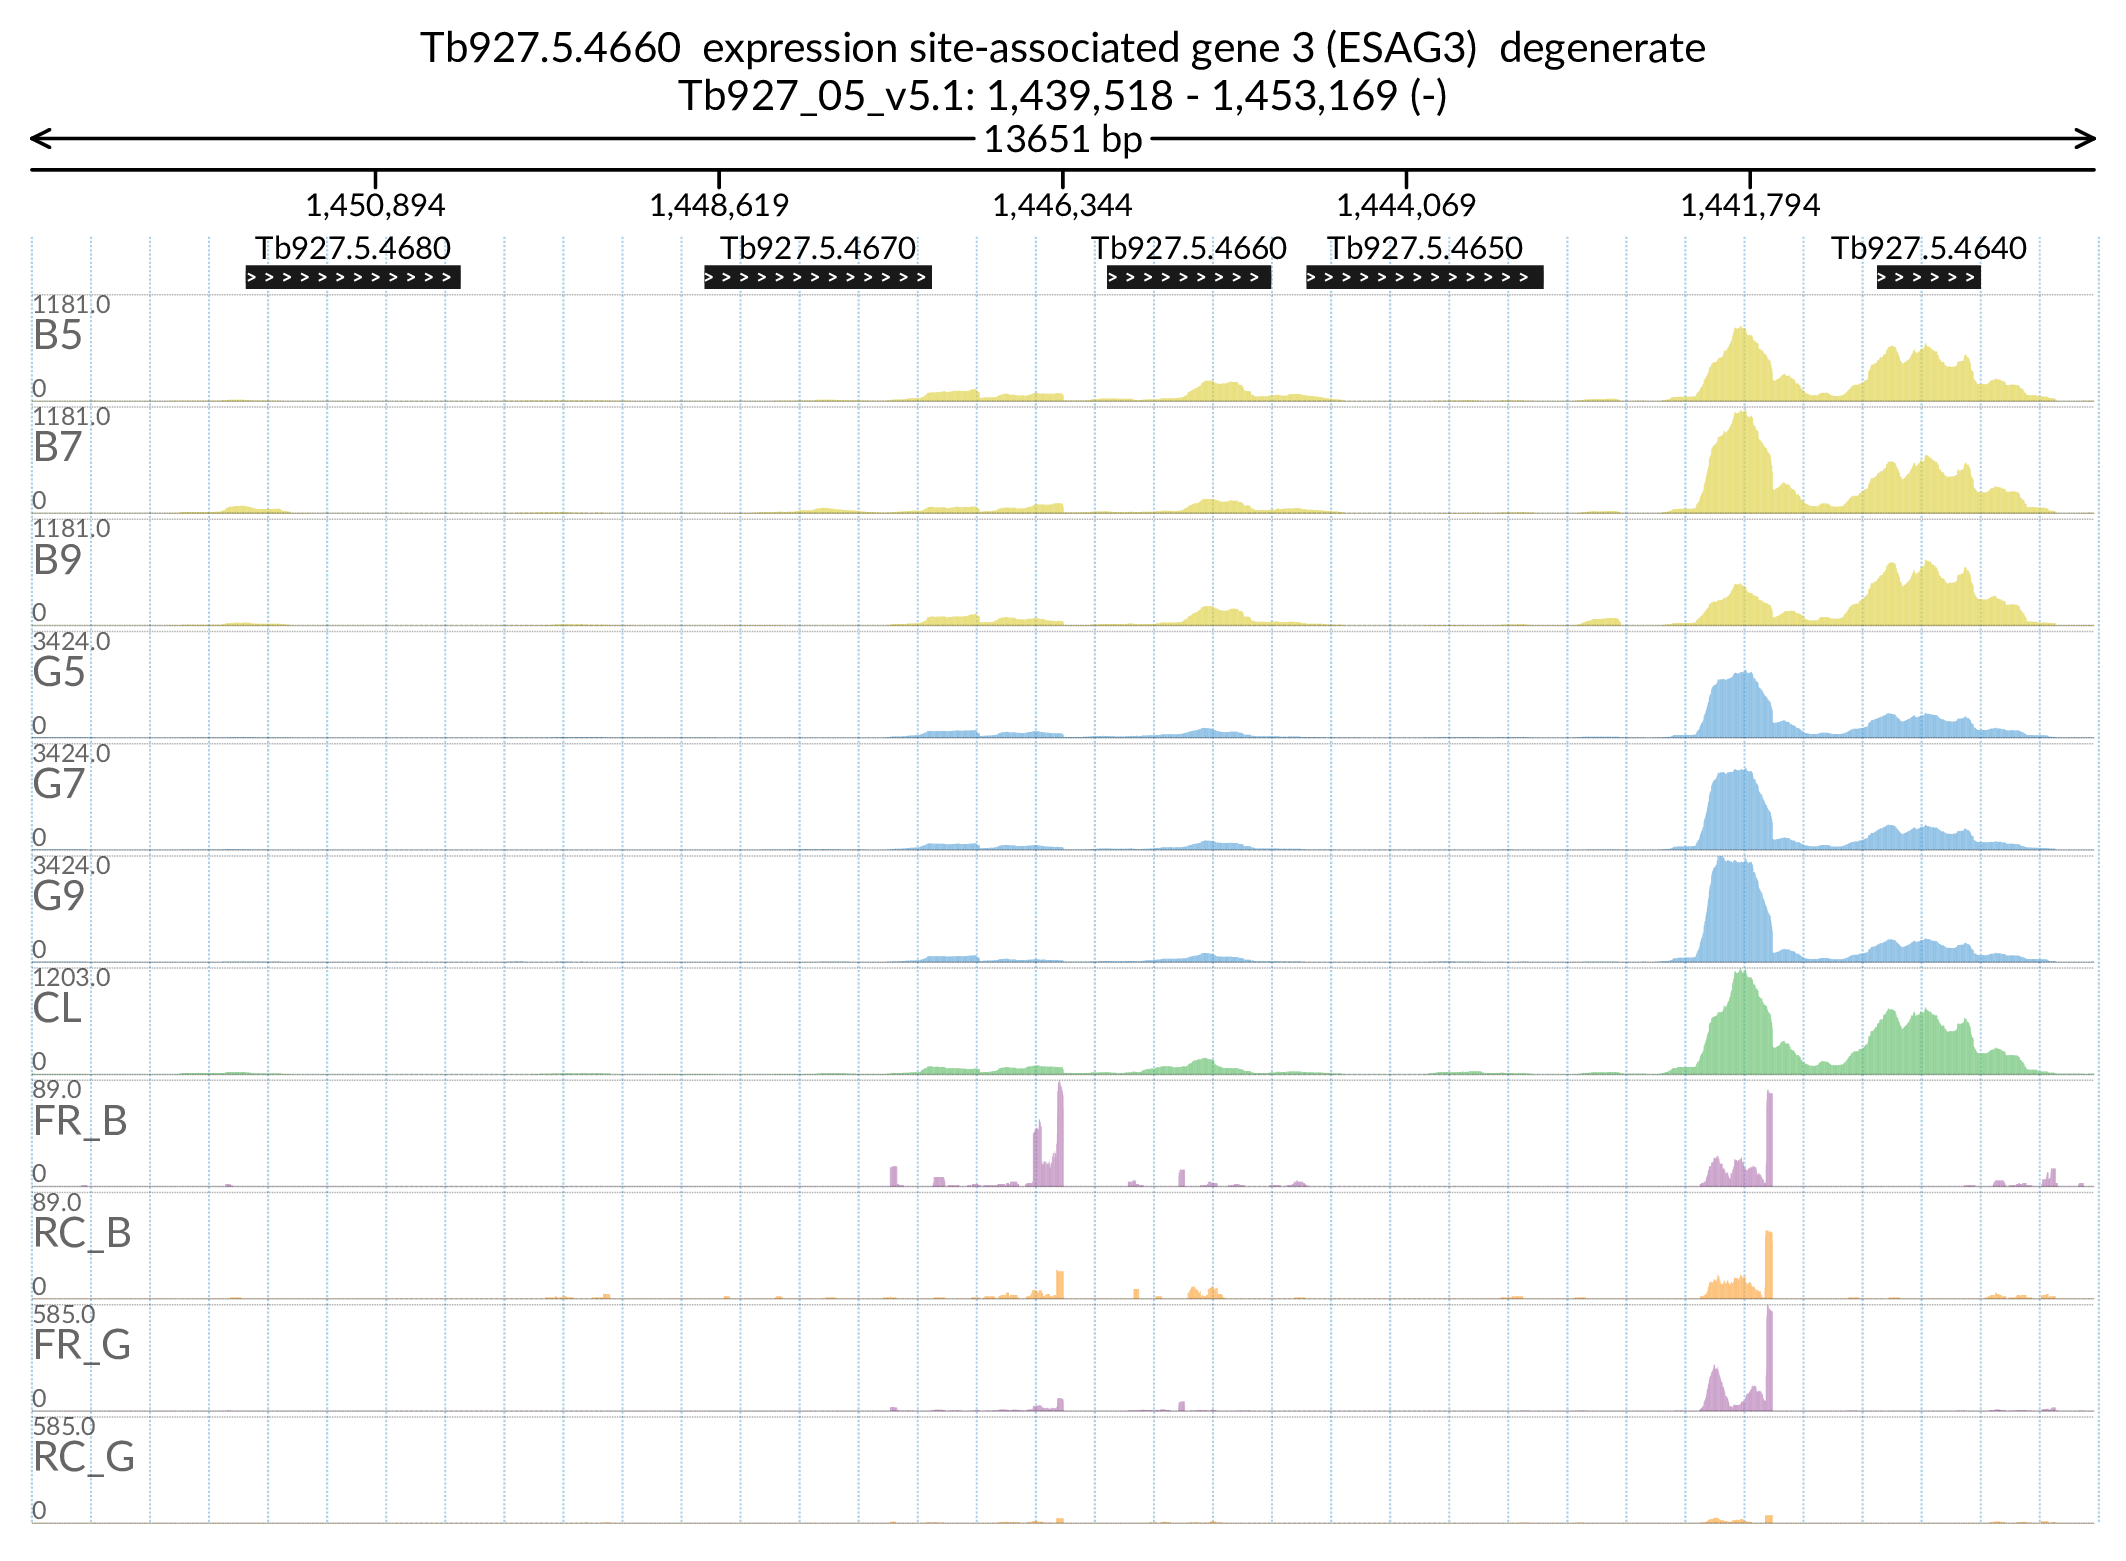 Tb927.5.4660  expression site-associated gene 3 (ESAG3)  degenerate
Tb927_05_v5.1: 1,439,518 - 1,453,169 (-)
13651 bp
1,450,894 1,448,619 1,446,344 1,444,069 1,441,794
Tb927.5.4680 Tb927.5.4670 Tb927.5.4660 Tb927.5.4650 Tb927.5.4640
1181.0
B5
0
1181.0
B7
0
1181.0
B9
0
3424.0
G5
0
3424.0
G7
0
3424.0
G9
0
1203.0
CL
0
89.0
FR_B
0
89.0
RC_B
0
585.0
FR_G
0
585.0
RC_G
0